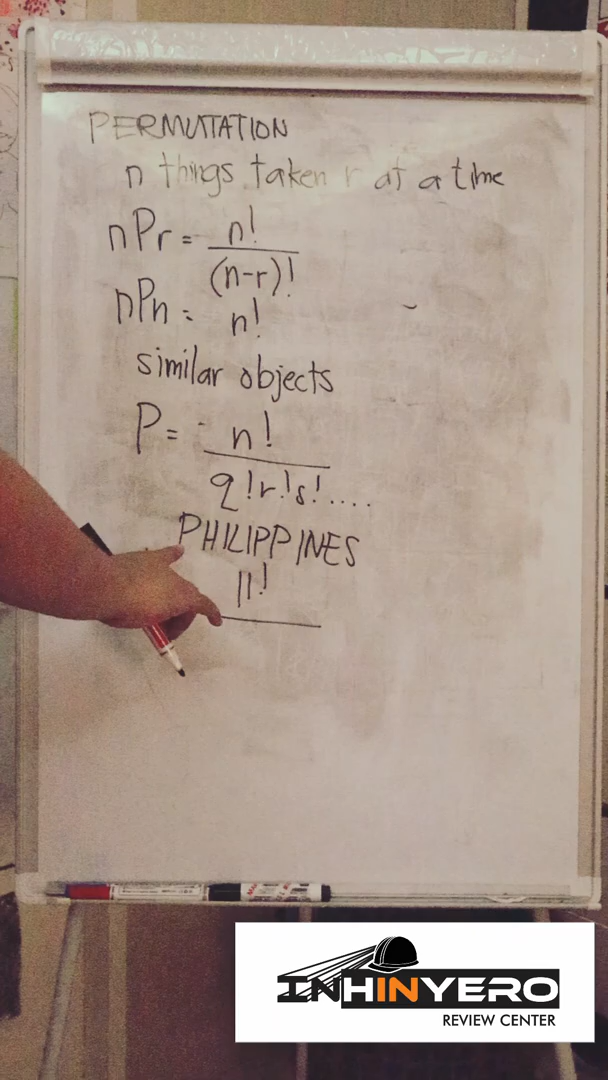 PERMUTATION
n things taken r at a time
nPr = n!
(n-r)!
nPn = n!
similar objects
P = n!
q!r!s!....
PHILIPPINES
11!
INHINYERO
REVIEW CENTER